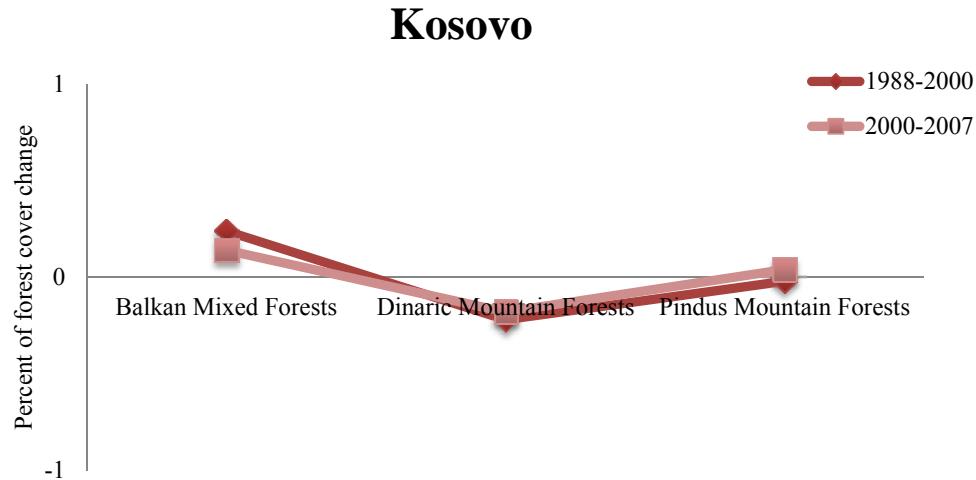 Kosovo
1988-2000
2000-2007
Percent of forest cover change
1
0
-1
Balkan Mixed Forests
Dinaric Mountain Forests
Pindus Mountain Forests